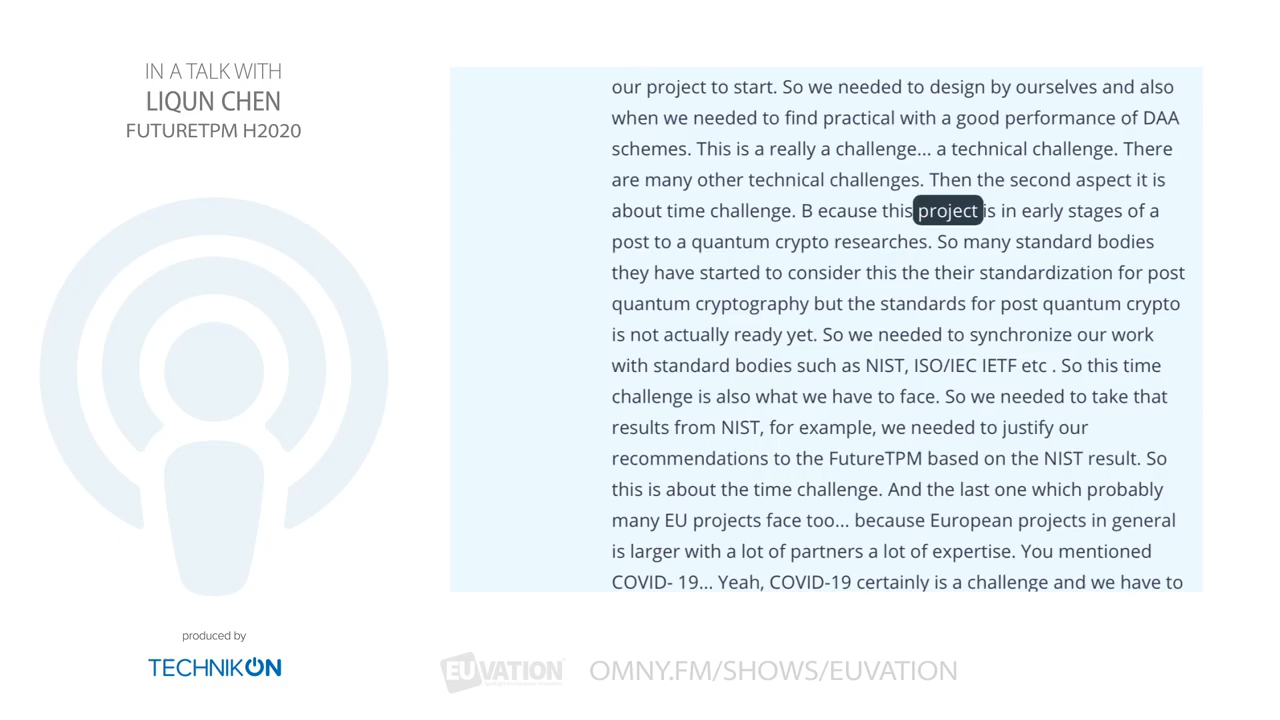 IN A TALK WITH
LIQUN CHEN
FUTURETPM H2020
our project to start. So we needed to design by ourselves and also
when we needed to find practical with a good performance of DAA
schemes. This is a really a challenge... a technical challenge. There
are many other technical challenges. Then the second aspect it is
about time challenge. B ecause this project is in early stages of a
post to a quantum crypto researches. So many standard bodies
they have started to consider this the their standardization for post
quantum cryptography but the standards for post quantum crypto
is not actually ready yet. So we needed to synchronize our work
with standard bodies such as NIST, ISO/IEC IETF etc . So this time
challenge is also what we have to face. So we needed to take that
results from NIST, for example, we needed to justify our
recommendations to the FutureTPM based on the NIST result. So
this is about the time challenge. And the last one which probably
many EU projects face too... because European projects in general
is larger with a lot of partners a lot of expertise. You mentioned
COVID- 19... Yeah, COVID-19 certainly is a challenge and we have to
produced by
TECHNIKON
EUVATION
OMNY.FM/SHOWS/EUVATION